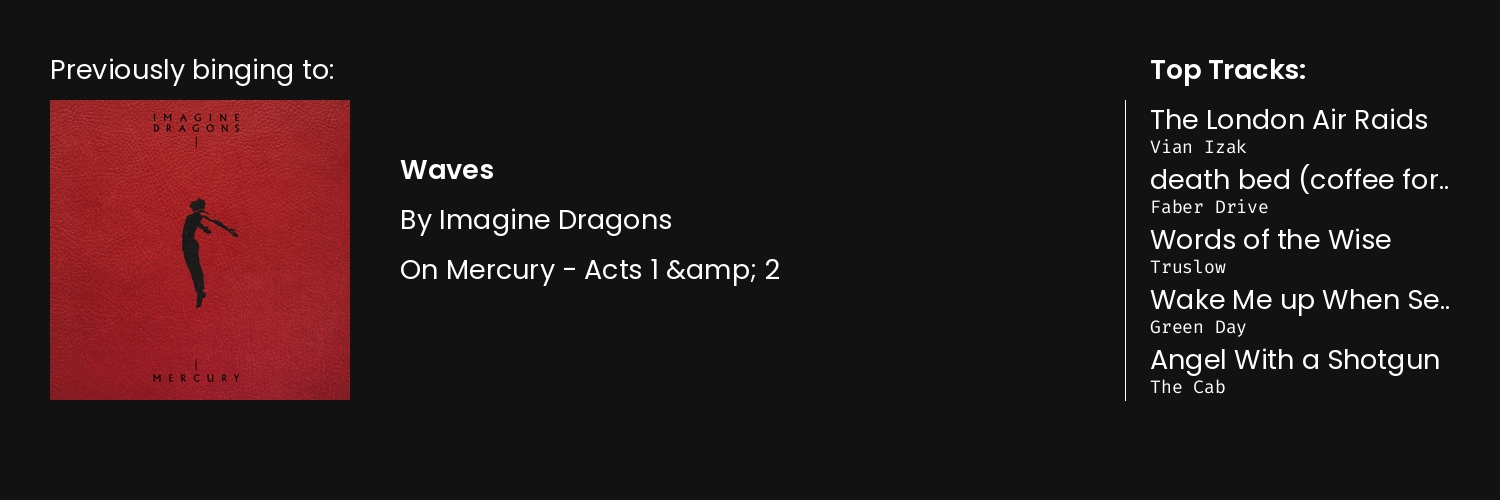 Previously binging to:
IMAGINE
DRAGONS
MERCURY
Waves
By Imagine Dragons
On Mercury - Acts 1 &amp; 2
Top Tracks:
The London Air Raids
Vian Izak
death bed (coffee for..
Faber Drive
Words of the Wise
Truslow
Wake Me up When Se..
Green Day
Angel With a Shotgun
The Cab